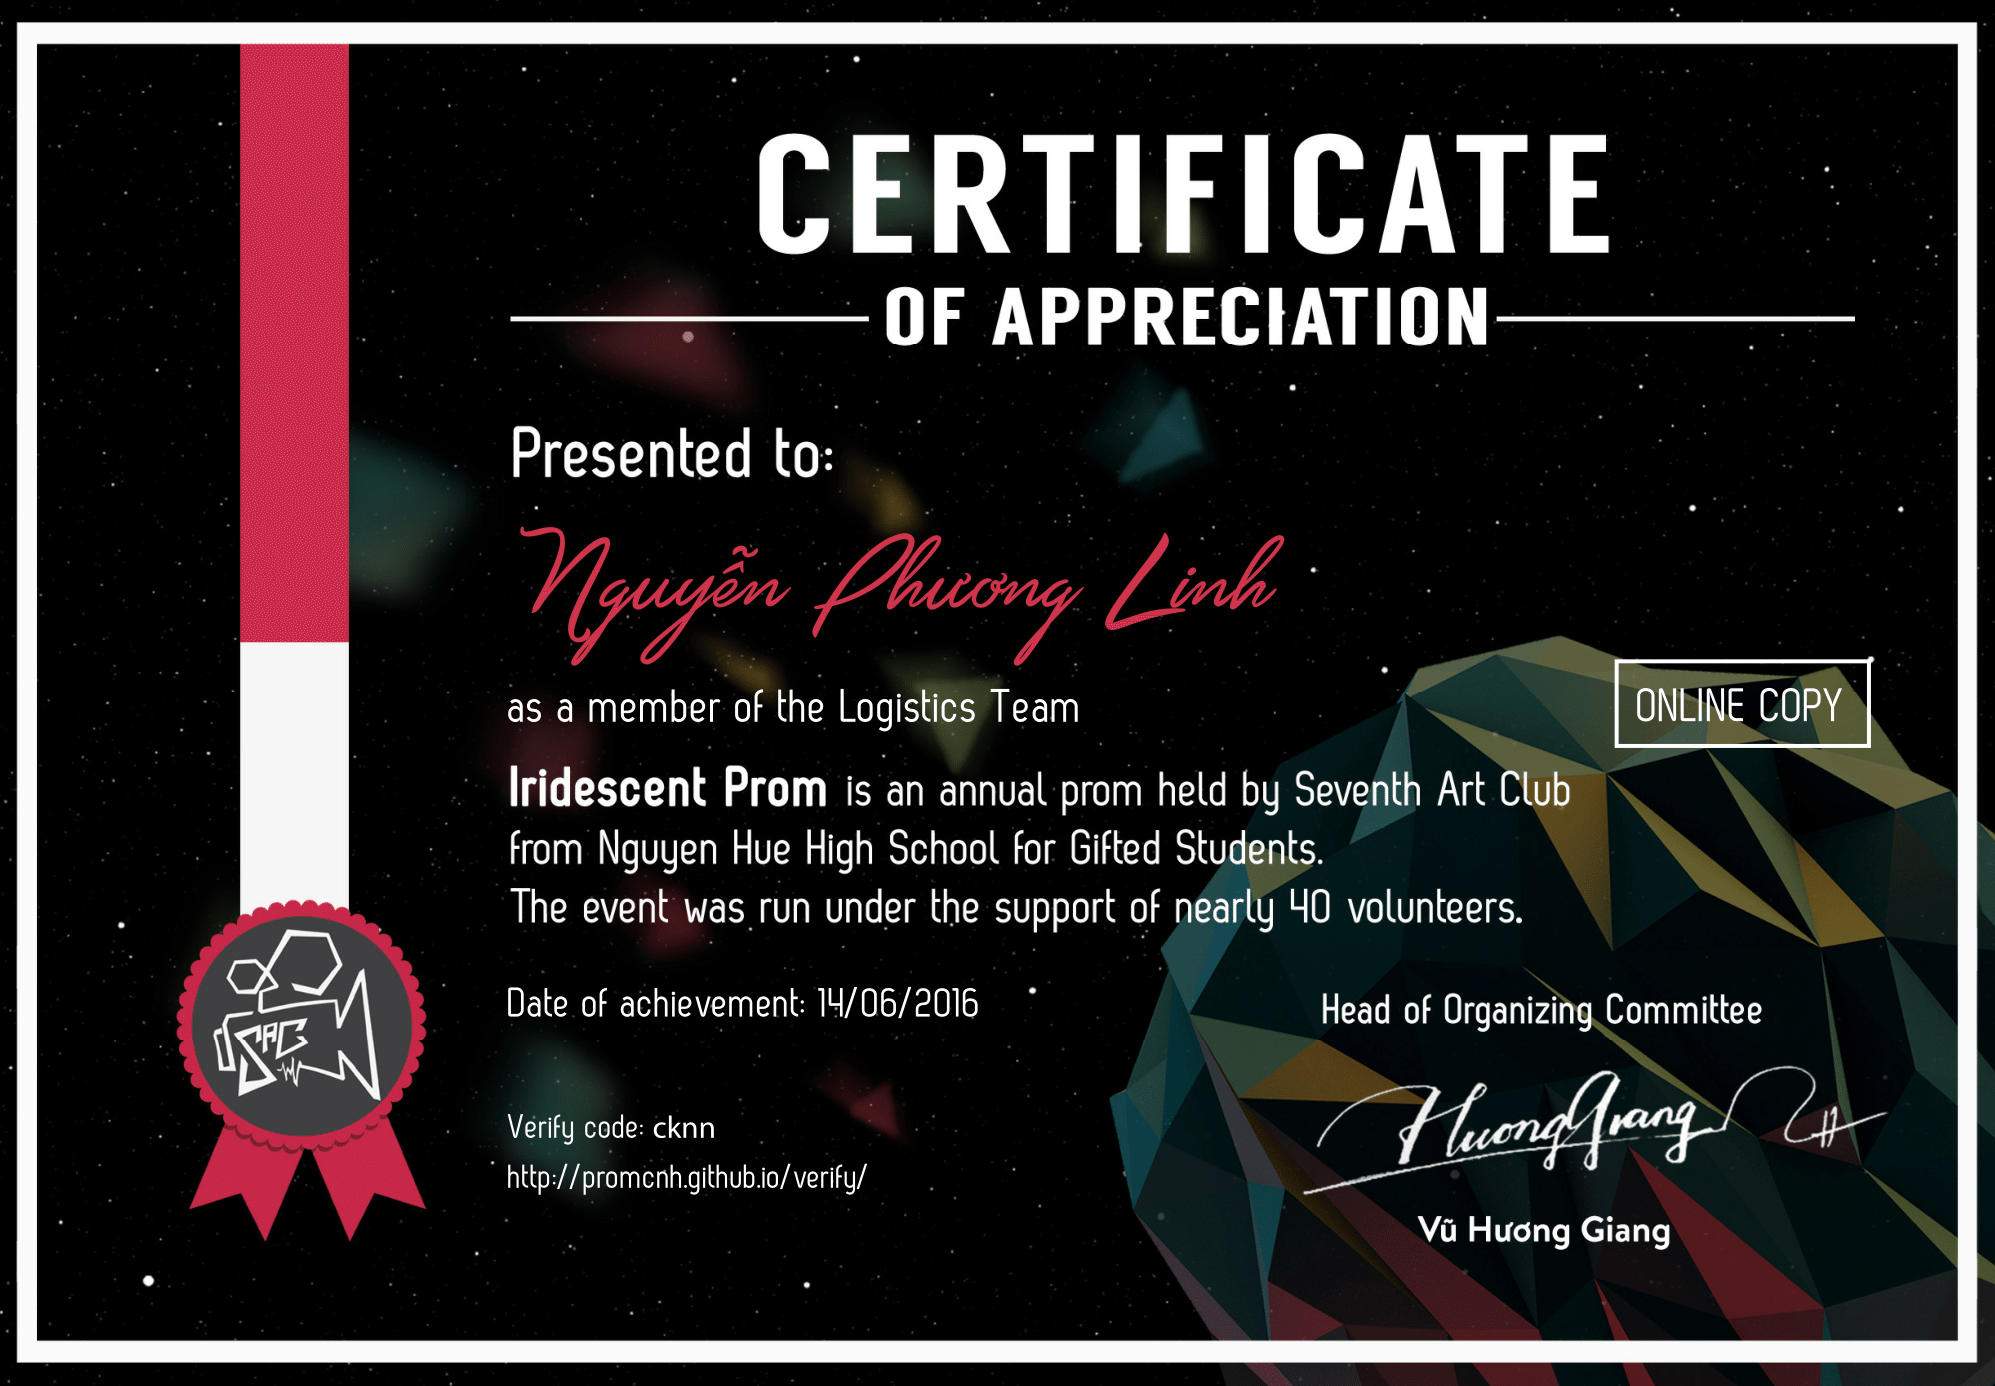 CERTIFICATE
OF APPRECIATION
Presented to:
Nguyễn Phương Linh
as a member of the Logistics Team
ONLINE COPY
Iridescent Prom is an annual prom held by Seventh Art Club
from Nguyen Hue High School for Gifted Students.
The event was run under the support of nearly 40 volunteers.
Date of achievement: 14/06/2016
Head of Organizing Committee
SAC
Verify code: cknn
http://promcnh.github.io/verify/
HuongGiang
Vũ Hương Giang